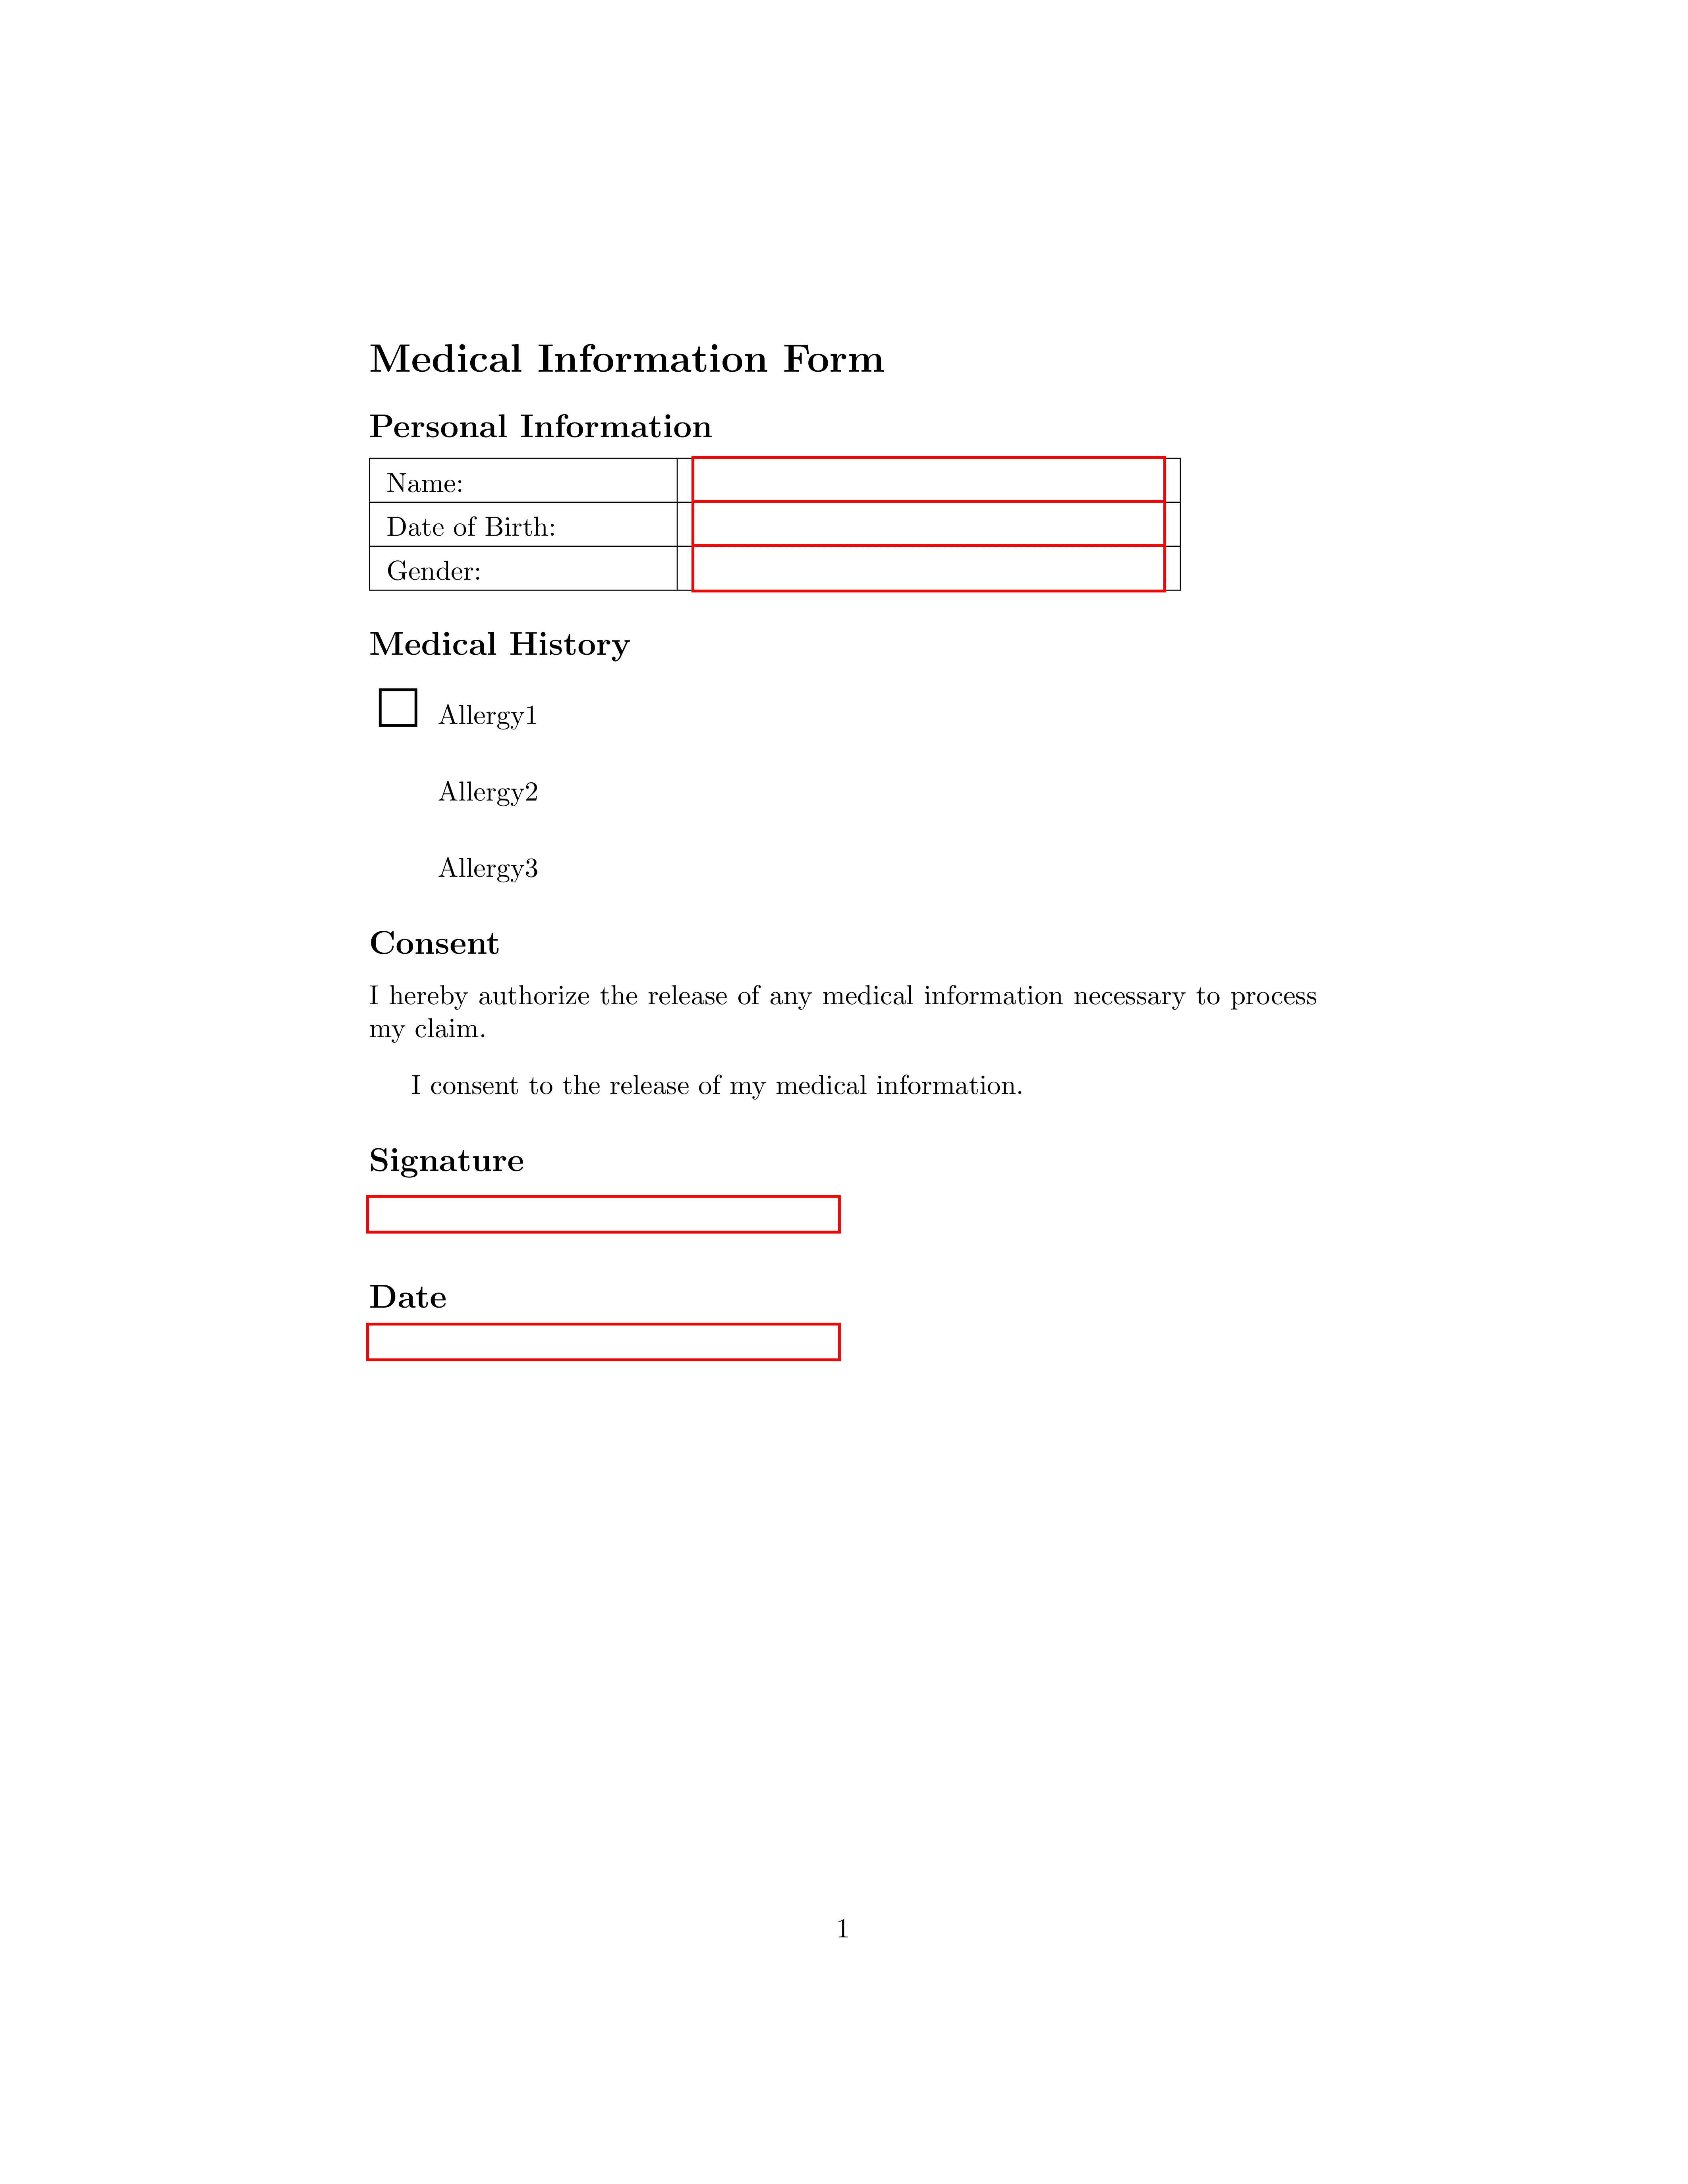 Medical Information Form
Personal Information
Name:
Date of Birth:
Gender:
Medical History
Allergy1
Allergy2
Allergy3
Consent
I hereby authorize the release of any medical information necessary to process
my claim.
I consent to the release of my medical information.
Signature
Date
1